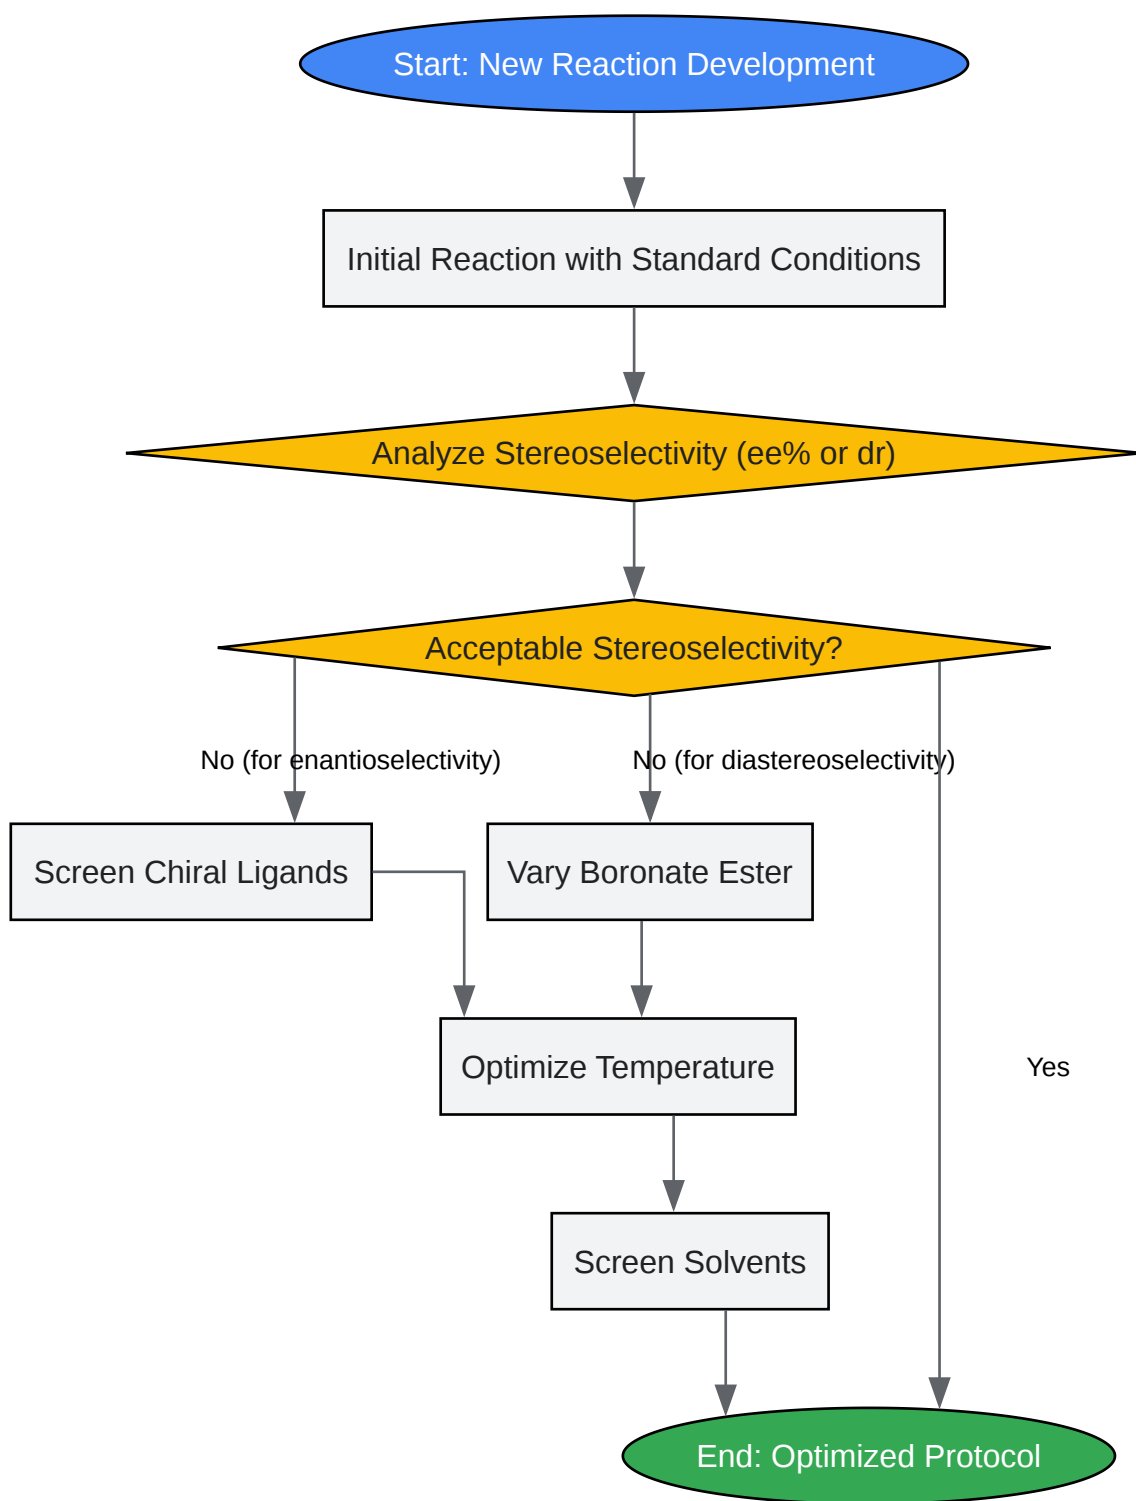 Start: New Reaction Development
Initial Reaction with Standard Conditions
Analyze Stereoselectivity (ee% or dr)
Acceptable Stereoselectivity?
No (for enantioselectivity)
No (for diastereoselectivity)
Screen Chiral Ligands
Vary Boronate Ester
Optimize Temperature
Yes
Screen Solvents
End: Optimized Protocol